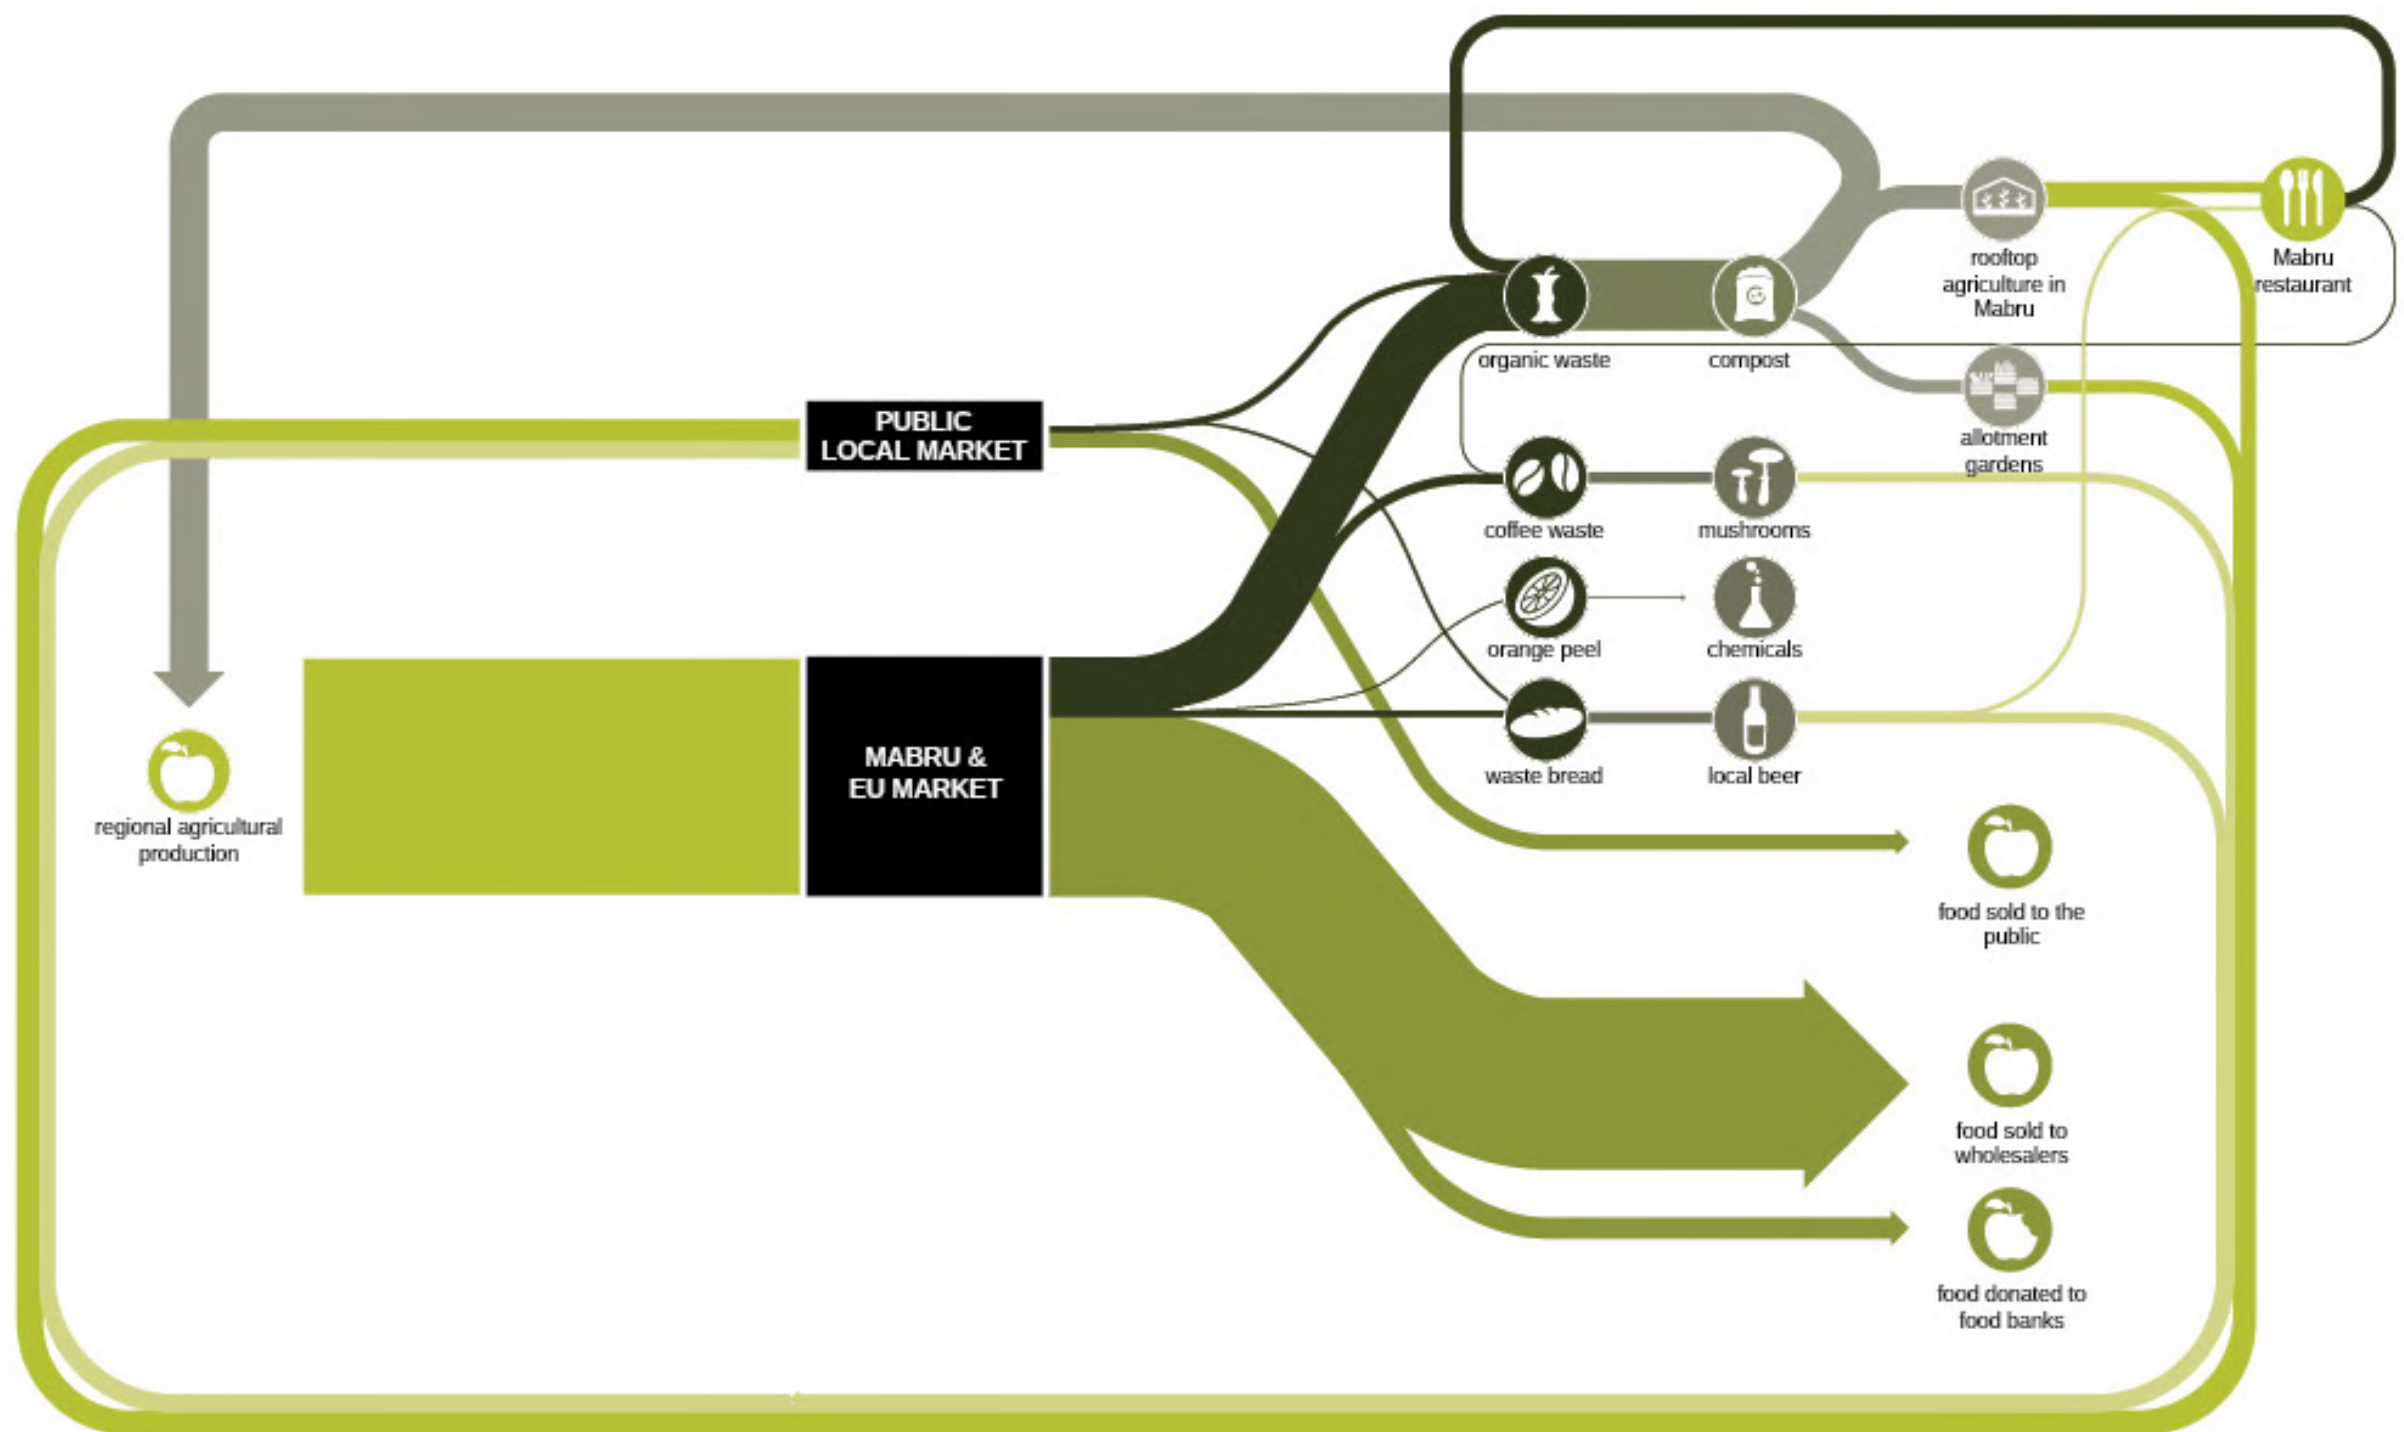 rooftop
agriculture in
Mabru
Mabru
restaurant
organic waste
compost
PUBLIC
LOCAL MARKET
allotment
gardens
coffee waste
mushrooms
orange peel
chemicals
MABRU &
EU MARKET
waste bread
local beer
regional agricultural
production
food sold to the
public
food sold to
wholesalers
food donated to
food banks